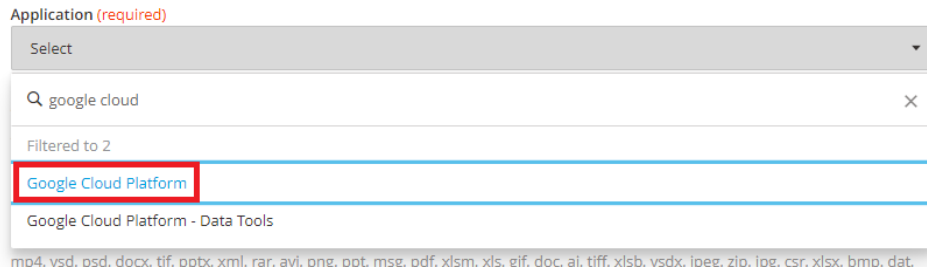 Application (required)
Select
google cloud
Filtered to 2
Google Cloud Platform
Google Cloud Platform - Data Tools
mp4, vsd, psd, docx, tif, pptx, xml, rar, avi, png, ppt, msg, pdf, xlsm, xls, gif, doc, ai, tiff, xlsb, vsdx, jpeg, zip, jpg, csr, xlsx, bmp, dat,